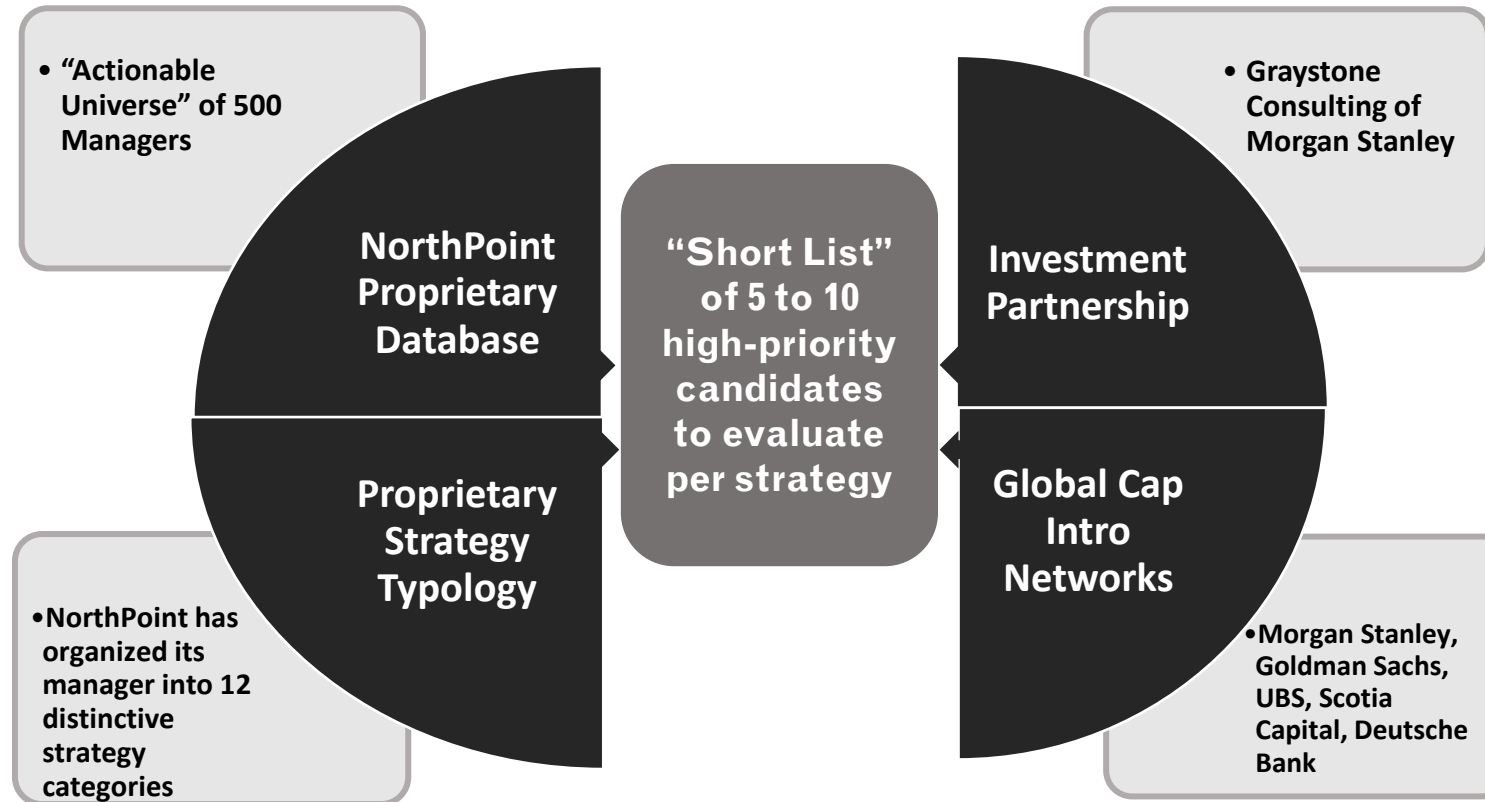 • “Actionable
Universe” of 500
Managers
NorthPoint
Proprietary
Database
“Short List”
of 5 to 10
high-priority
candidates
to evaluate
per strategy
Investment
Partnership
• Graystone
Consulting of
Morgan Stanley
Proprietary
Strategy
Typology
•NorthPoint has
organized its
manager into 12
distinctive
strategy
categories
Global Cap
Intro
Networks
•Morgan Stanley,
Goldman Sachs,
UBS, Scotia
Capital, Deutsche
Bank